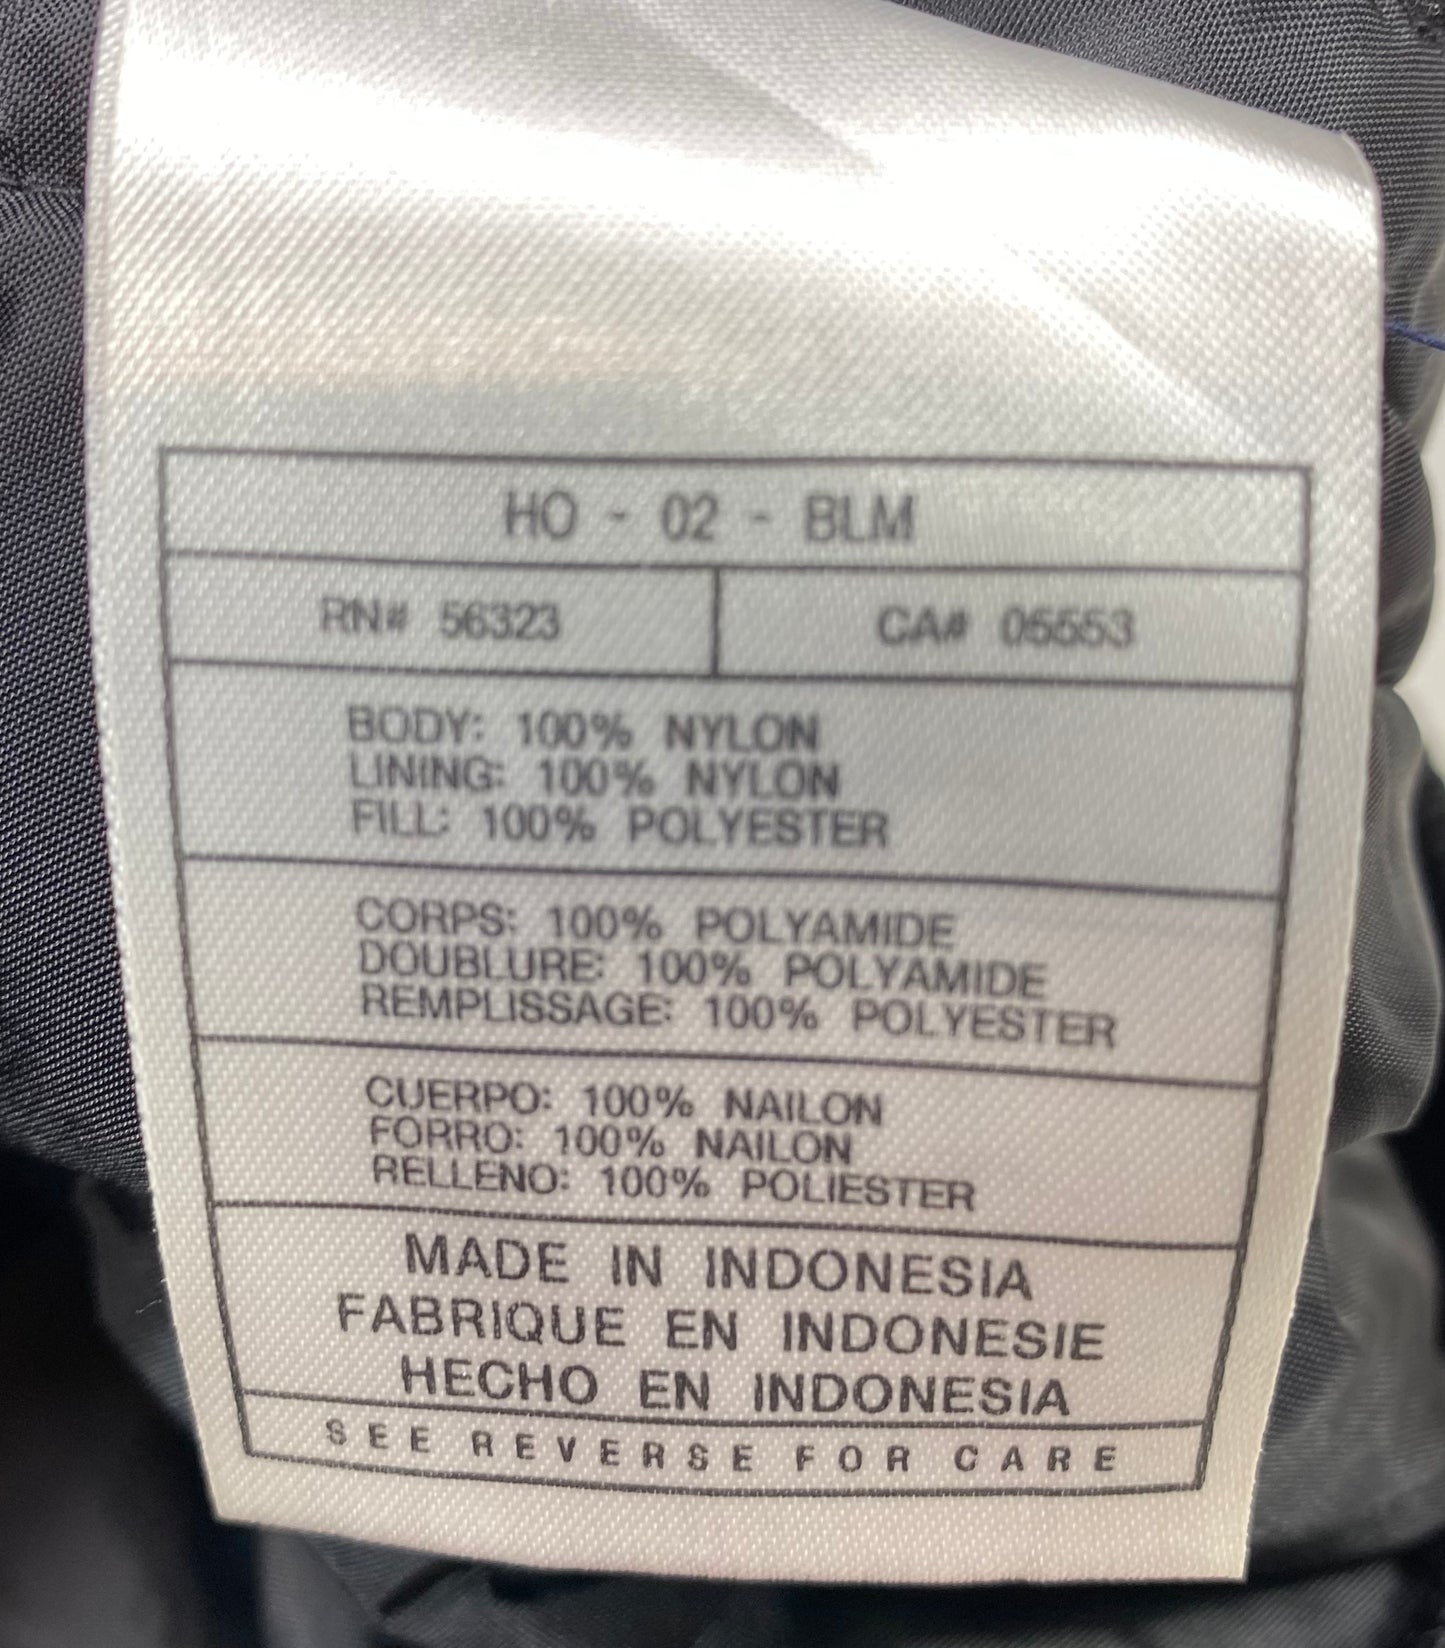 HO - 02 - BLM
RN# 56323 CA# 05553
BODY: 100% NYLON
LINING: 100% NYLON
FILL: 100% POLYESTER
CORPS: 100% POLYAMIDE
DOUBLURE: 100% POLYAMIDE
REMPLISSAGE: 100% POLYESTER
CUERPO: 100% NAILON
FORRO: 100% NAILON
RELLENO: 100% POLIESTER
MADE IN INDONESIA
FABRIQUE EN INDONESIE
HECHO EN INDONESIA
SEE REVERSE FOR CARE